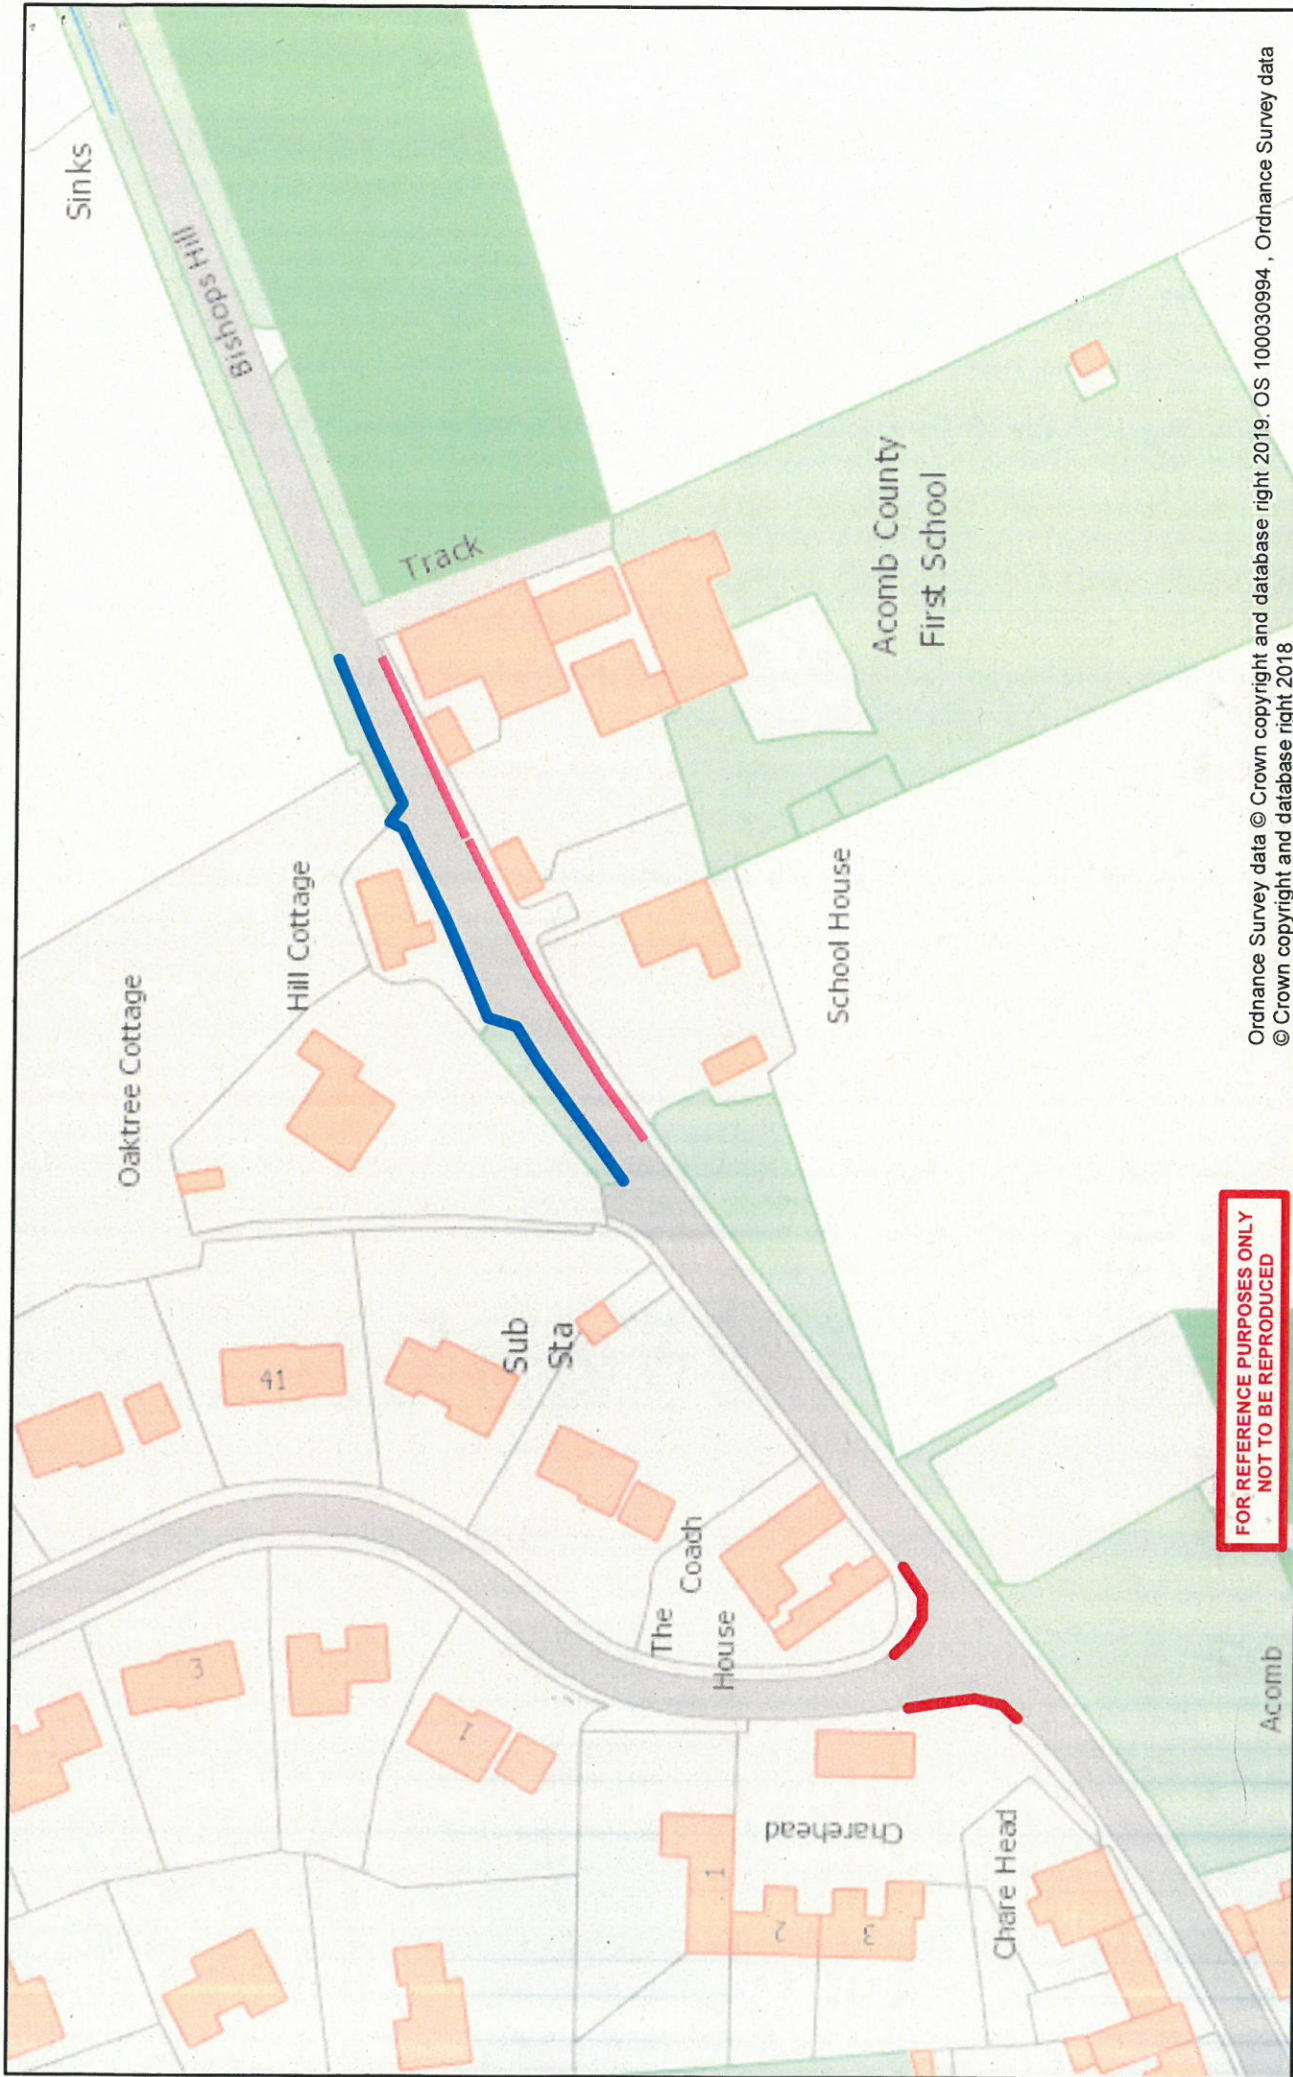 Sinks
Bishops Hill
Track
Acomb County
First School
Hill Cottage
Oaktree Cottage
School House
Sub
Sta
41
The Coach
House
3
1
Charehead
1
2
3
Chare Head
Acomb
FOR REFERENCE PURPOSES ONLY
NOT TO BE REPRODUCED
Ordnance Survey data © Crown copyright and database right 2019. OS 100030994 , Ordnance Survey data
© Crown copyright and database right 2018